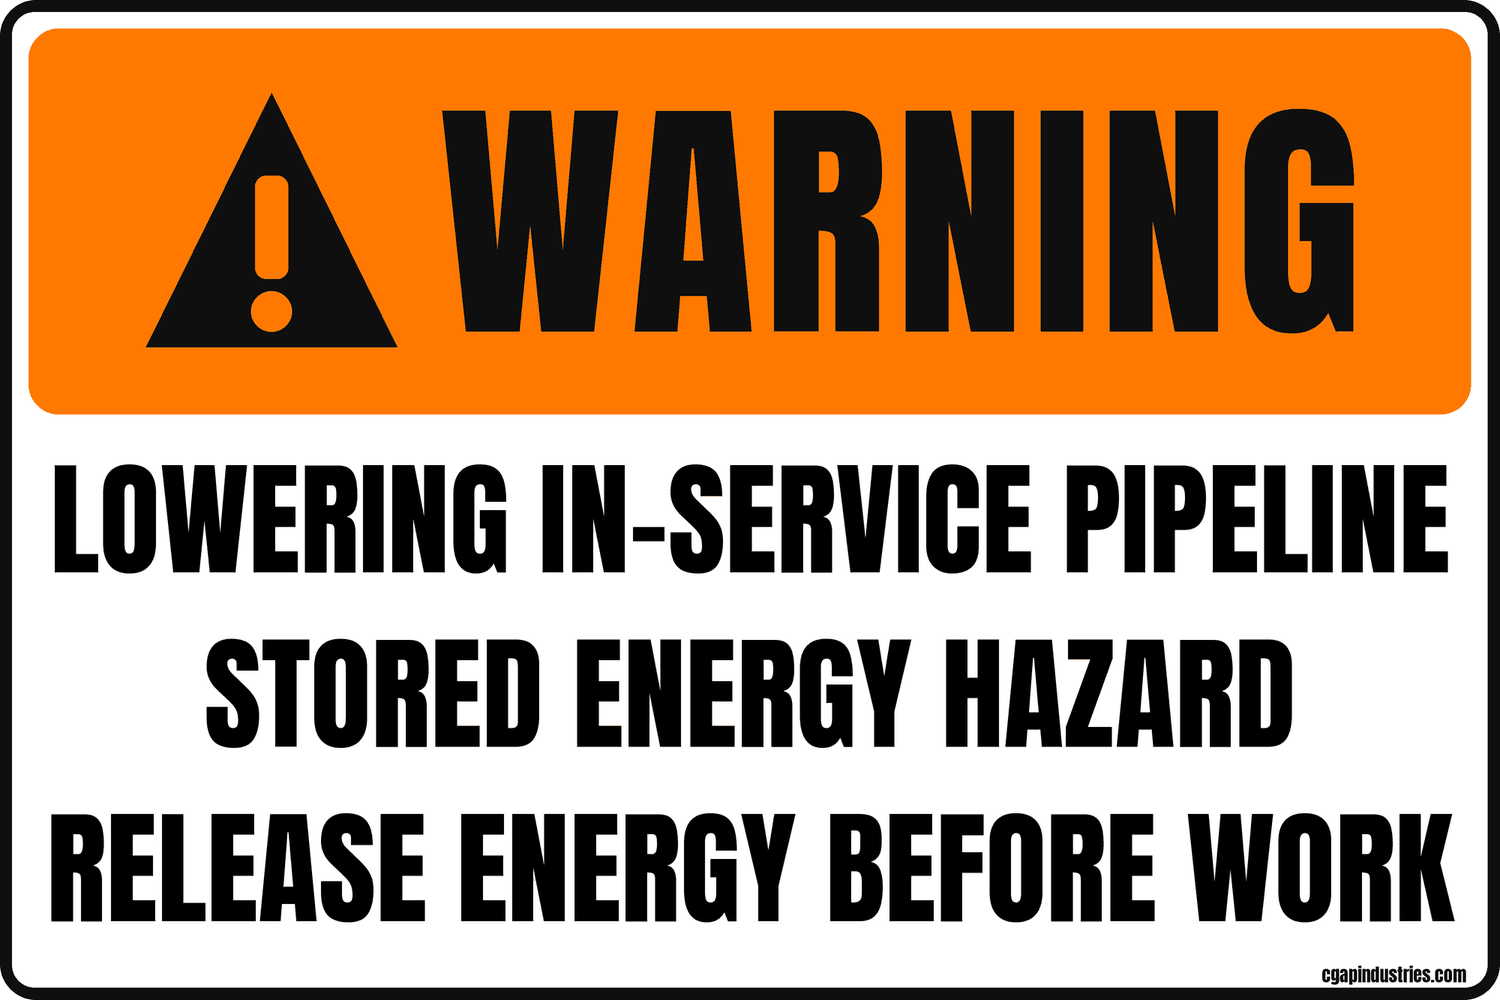 WARNING
LOWERING IN-SERVICE PIPELINE
STORED ENERGY HAZARD
RELEASE ENERGY BEFORE WORK
cgapindustries.com